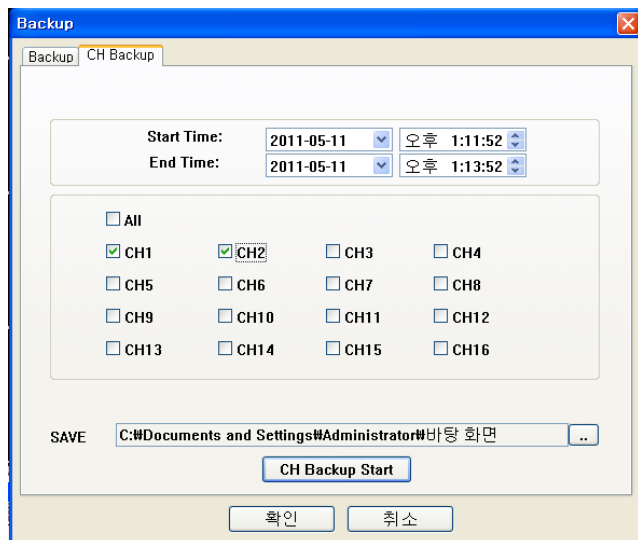 Backup
Backup CH Backup
Start Time: 2011-05-11 오후 1:11:52
End Time: 2011-05-11 오후 1:13:52
All
CH1 CH2 CH3 CH4
CH5 CH6 CH7 CH8
CH9 CH10 CH11 CH12
CH13 CH14 CH15 CH16
SAVE C:₩Documents and Settings₩Administrator₩바탕 화면 ..
CH Backup Start
확인 취소